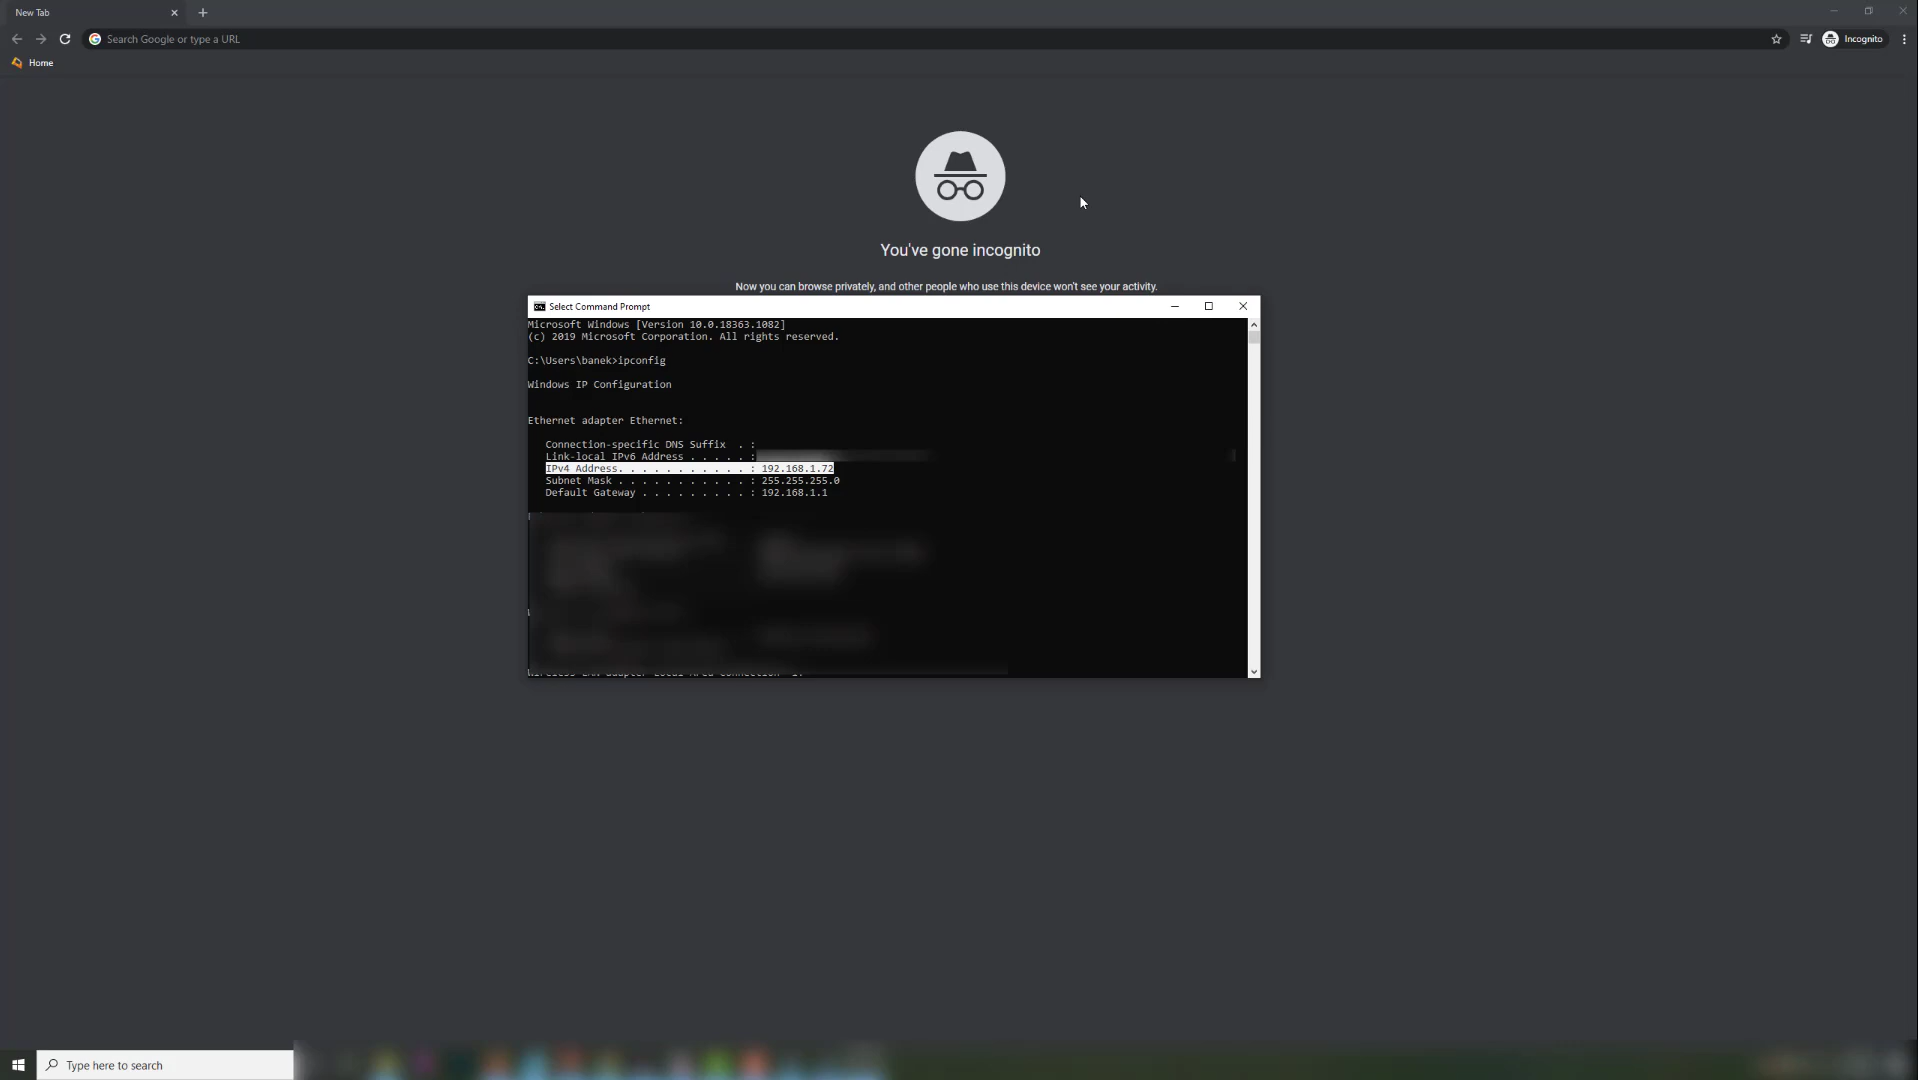 New Tab
Search Google or type a URL
Incognito
Home
You've gone incognito
Now you can browse privately, and other people who use this device won't see your activity.
Select Command Prompt
Microsoft Windows [Version 10.0.18363.1082]
(c) 2019 Microsoft Corporation. All rights reserved.
C:\Users\banek>ipconfig
Windows IP Configuration
Ethernet adapter Ethernet:
Connection-specific DNS Suffix . :
Link-local IPv6 Address . . . . . :
IPv4 Address. . . . . . . . . . . : 192.168.1.72
Subnet Mask . . . . . . . . . . . : 255.255.255.0
Default Gateway . . . . . . . . . : 192.168.1.1
Type here to search